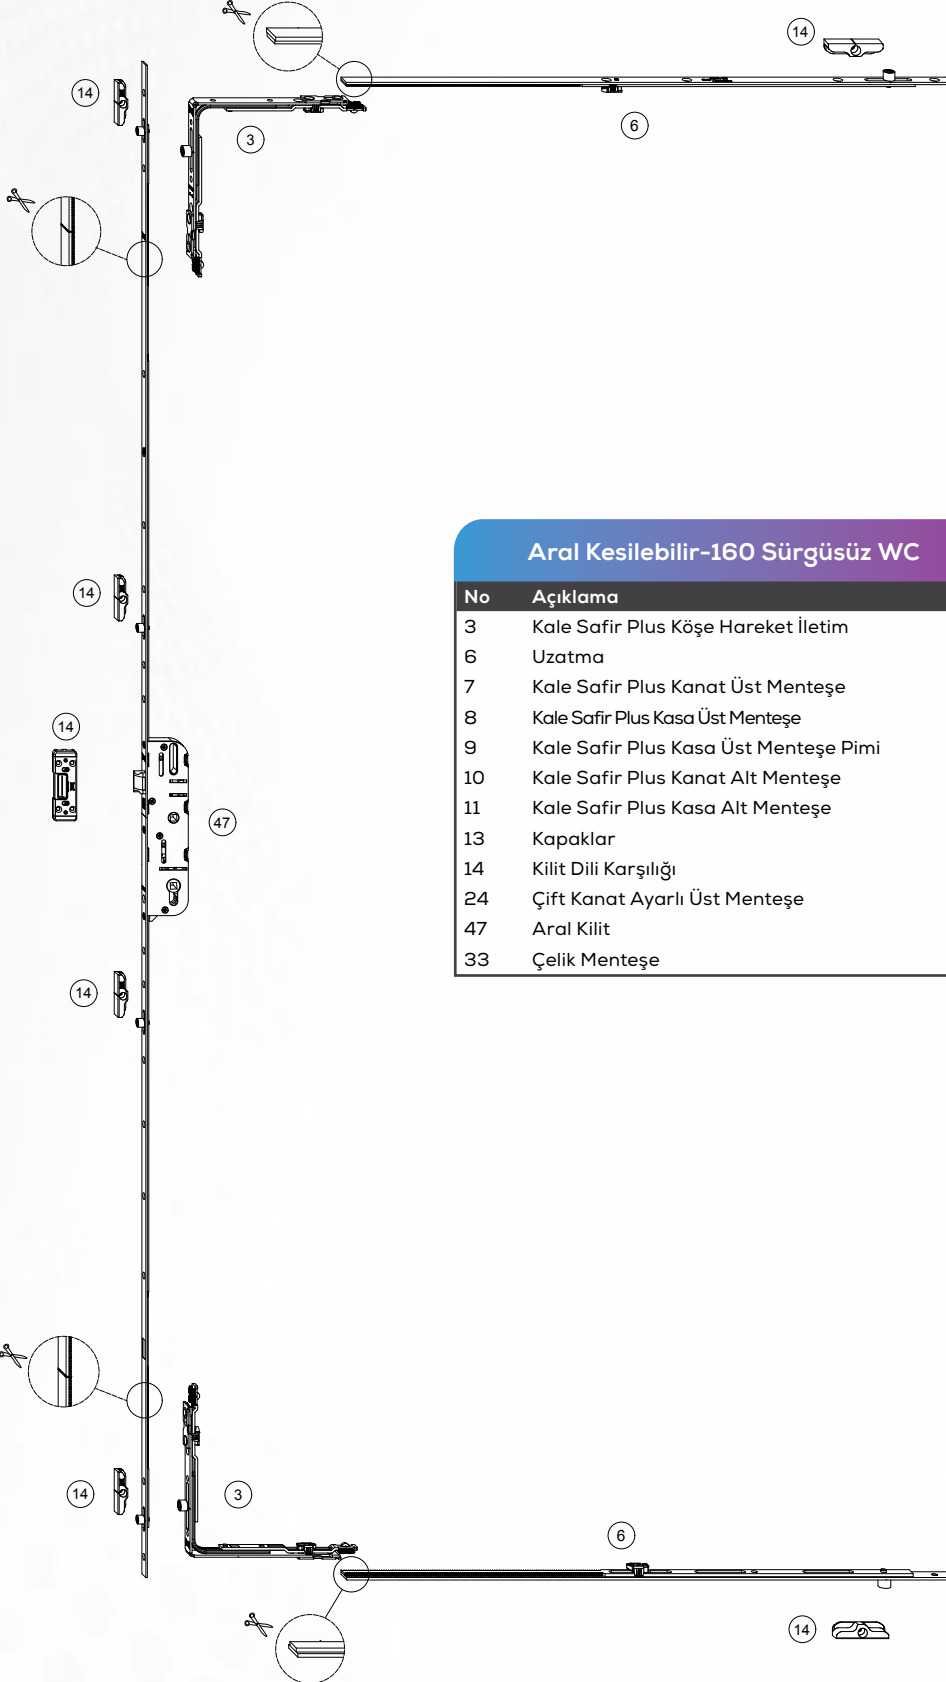 14
14
3
6
14
Aral Kesilebilir-160 Sürgüsüz WC
No Açıklama
3 Kale Safir Plus Köşe Hareket İletim
6 Uzatma
7 Kale Safir Plus Kanat Üst Menteşe
8 Kale Safir Plus Kasa Üst Menteşe
9 Kale Safir Plus Kasa Üst Menteşe Pimi
10 Kale Safir Plus Kanat Alt Menteşe
11 Kale Safir Plus Kasa Alt Menteşe
13 Kapaklar
14 Kilit Dili Karşılığı
24 Çift Kanat Ayarlı Üst Menteşe
47 Aral Kilit
33 Çelik Menteşe
14
47
14
14
3
6
14